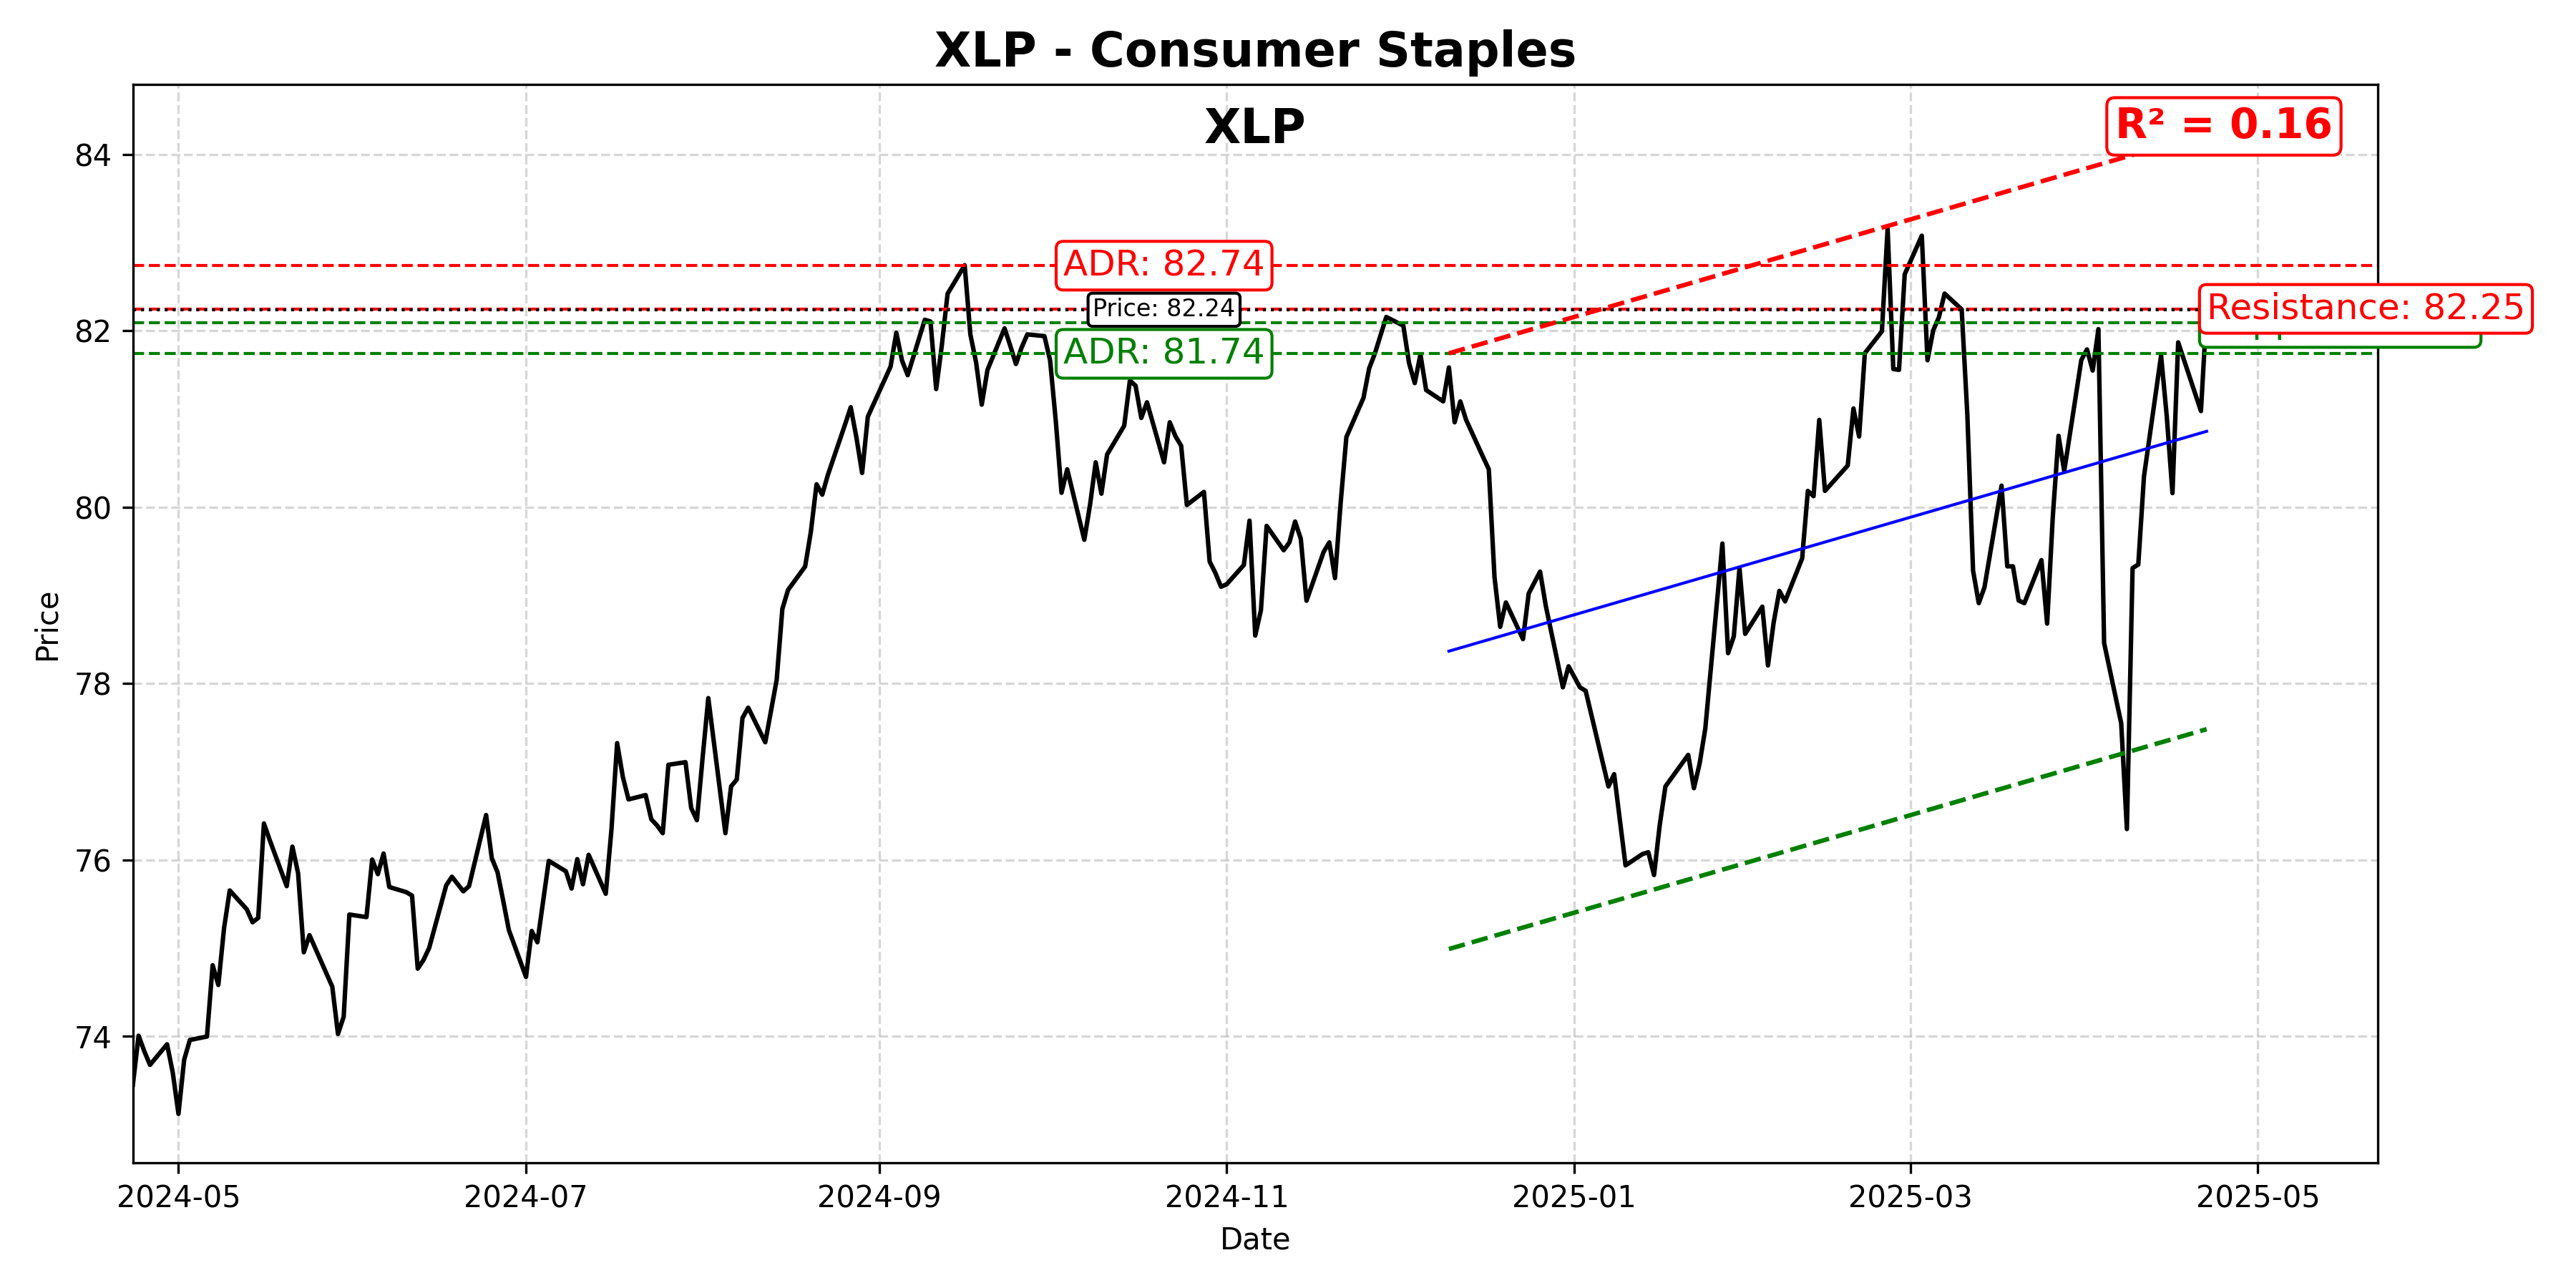 XLP - Consumer Staples
XLP
R² = 0.16
84
ADR: 82.74
Price: 82.24
Resistance: 82.25
82
ADR: 81.74
80
78
76
74
Price
2024-05
2024-07
2024-09
2024-11
2025-01
2025-03
2025-05
Date